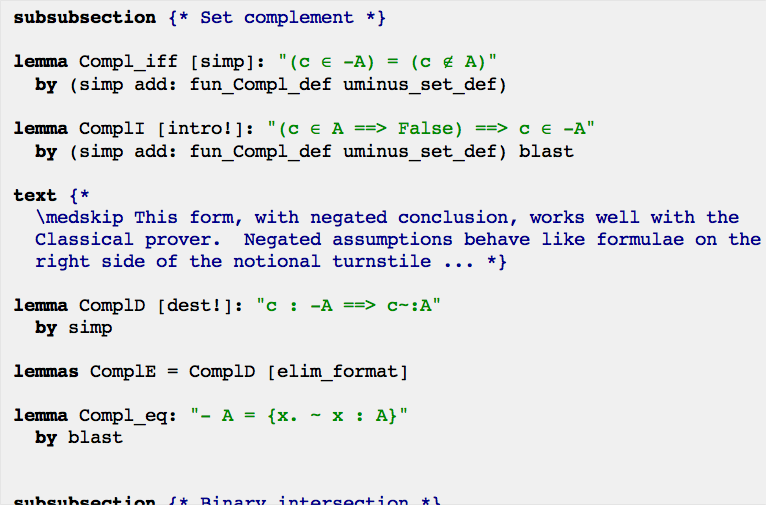 subsubsection {* Set complement *}
lemma Compl_iff [simp]: "(c ∈ -A) = (c ∉ A)"
by (simp add: fun_Compl_def uminus_set_def)
lemma ComplI [intro!]: "(c ∈ A ==> False) ==> c ∈ -A"
by (simp add: fun_Compl_def uminus_set_def) blast
text {*
\medskip This form, with negated conclusion, works well with the
Classical prover.  Negated assumptions behave like formulae on the
right side of the notional turnstile ... *}
lemma ComplD [dest!]: "c : -A ==> c~:A"
by simp
lemmas ComplE = ComplD [elim_format]
lemma Compl_eq: "- A = {x. ~ x : A}"
by blast
subsubsection {* Binary intersection *}